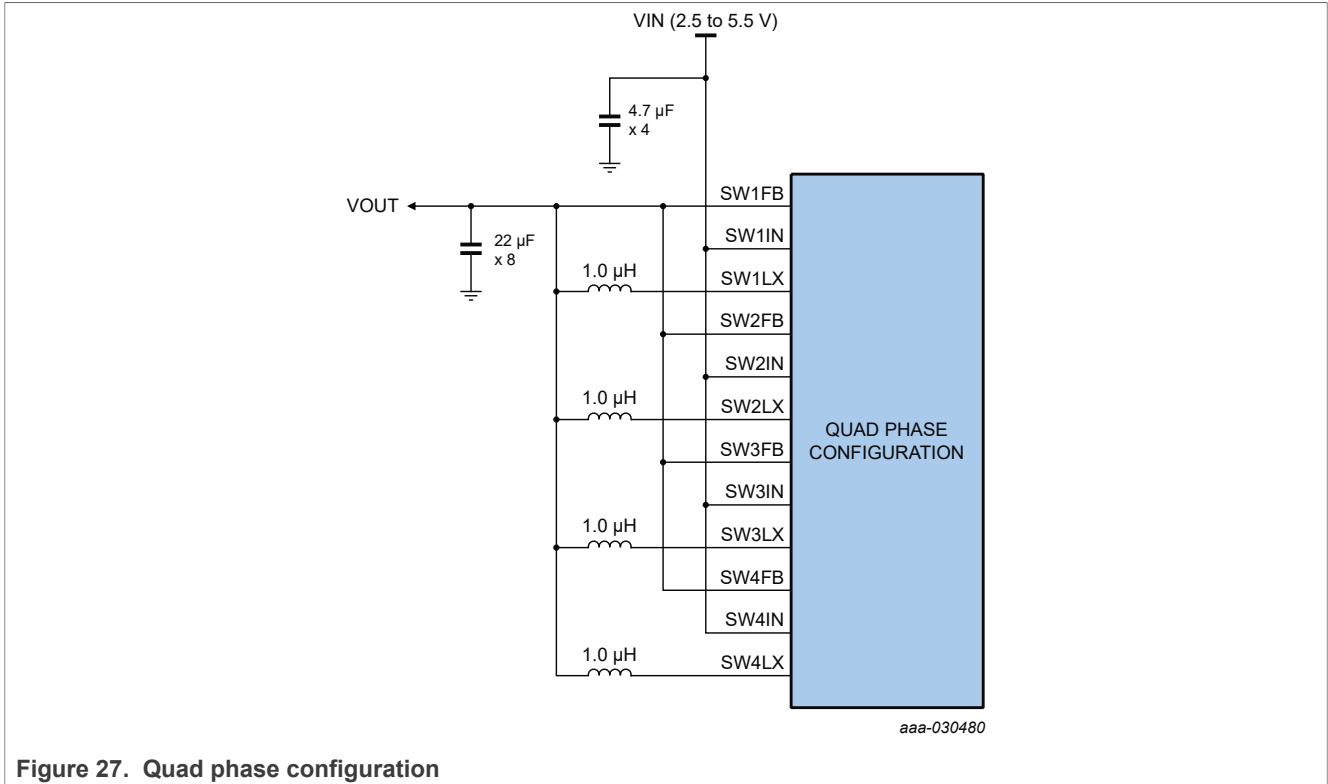 VIN (2.5 to 5.5 V)
4.7 µF
x 4
SW1FB
VOUT
SW1IN
22 µF
x 8
1.0 µH
SW1LX
SW2FB
SW2IN
1.0 µH
SW2LX
QUAD PHASE
CONFIGURATION
SW3FB
SW3IN
1.0 µH
SW3LX
SW4FB
SW4IN
1.0 µH
SW4LX
aaa-030480
Figure 27. Quad phase configuration